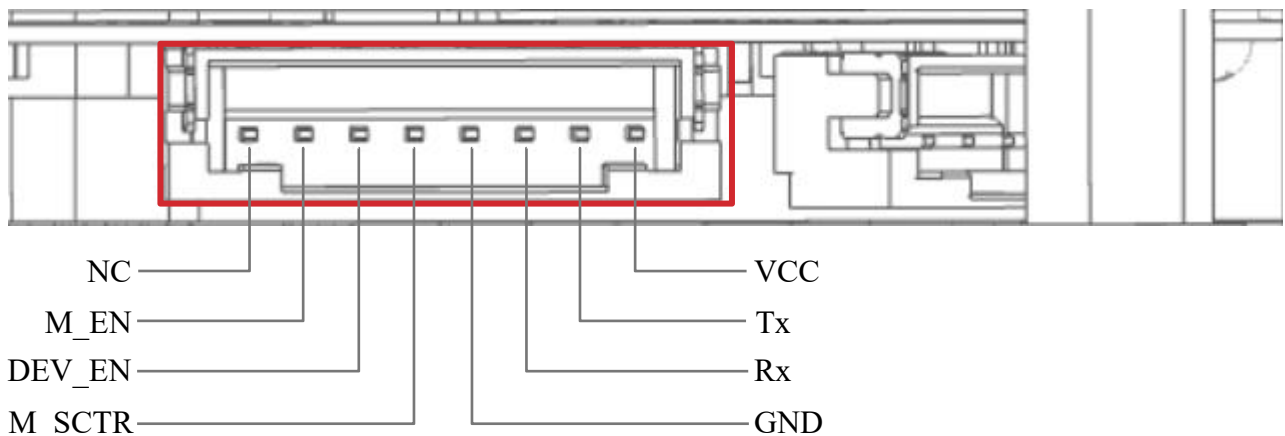 NC
VCC
M_EN
Tx
DEV_EN
Rx
M_SCTR
GND